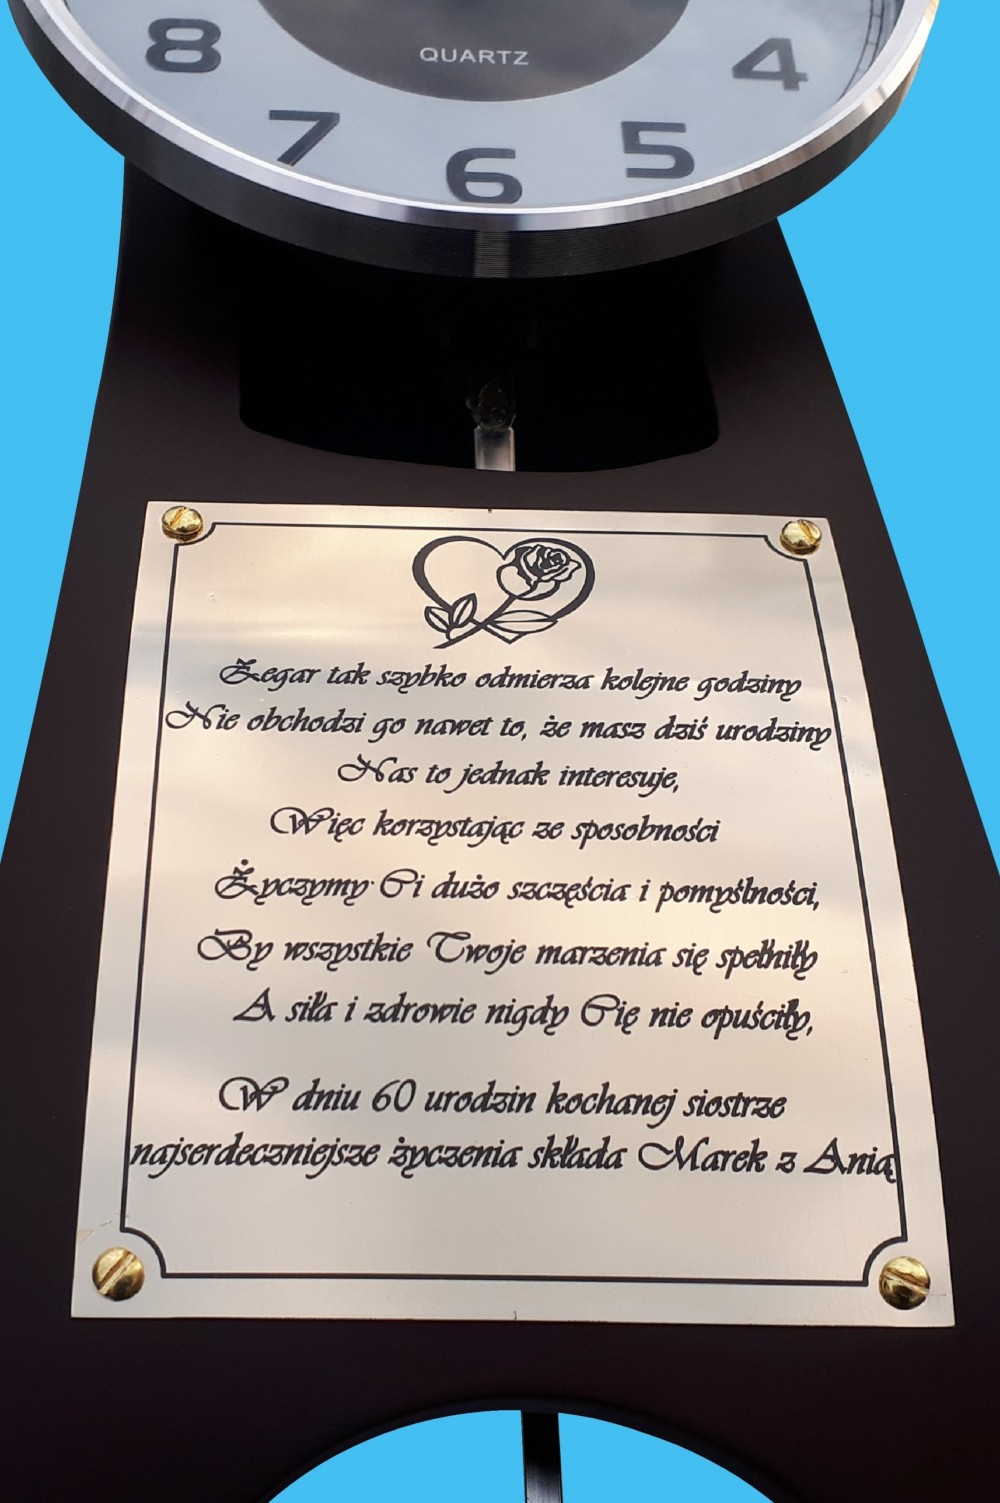 8 QUARTZ 4
7 6 5
Zegar tak szybko odmierza kolejne godziny
Nie obchodzi go nawet to, że masz dziś urodziny
Nas to jednak interesuje,
Więc korzystając ze sposobności
Życzymy Ci dużo szczęścia i pomyślności,
By wszystkie Twoje marzenia się spełniły
A siła i zdrowie nigdy Cię nie opuściły,
W dniu 60 urodzin kochanej siostrze
najserdeczniejsze życzenia składa Marek z Anią